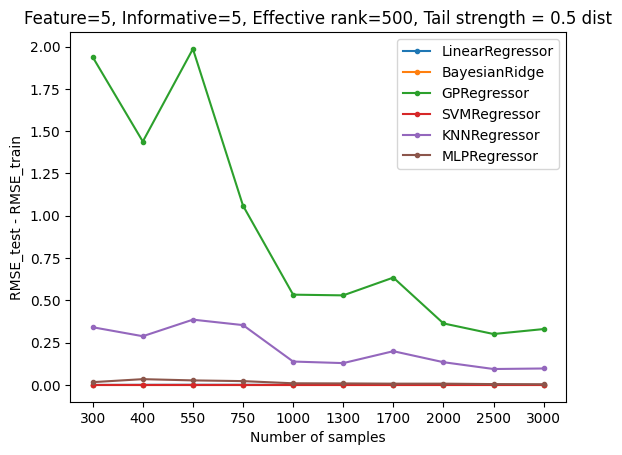 Feature=5, Informative=5, Effective rank=500, Tail strength = 0.5 dist
2.00
1.75
1.50
1.25
1.00
0.75
0.50
0.25
0.00
RMSE_test - RMSE_train
LinearRegressor
BayesianRidge
GPRegressor
SVMRegressor
KNNRegressor
MLPRegressor
300 400 550 750 1000 1300 1700 2000 2500 3000
Number of samples